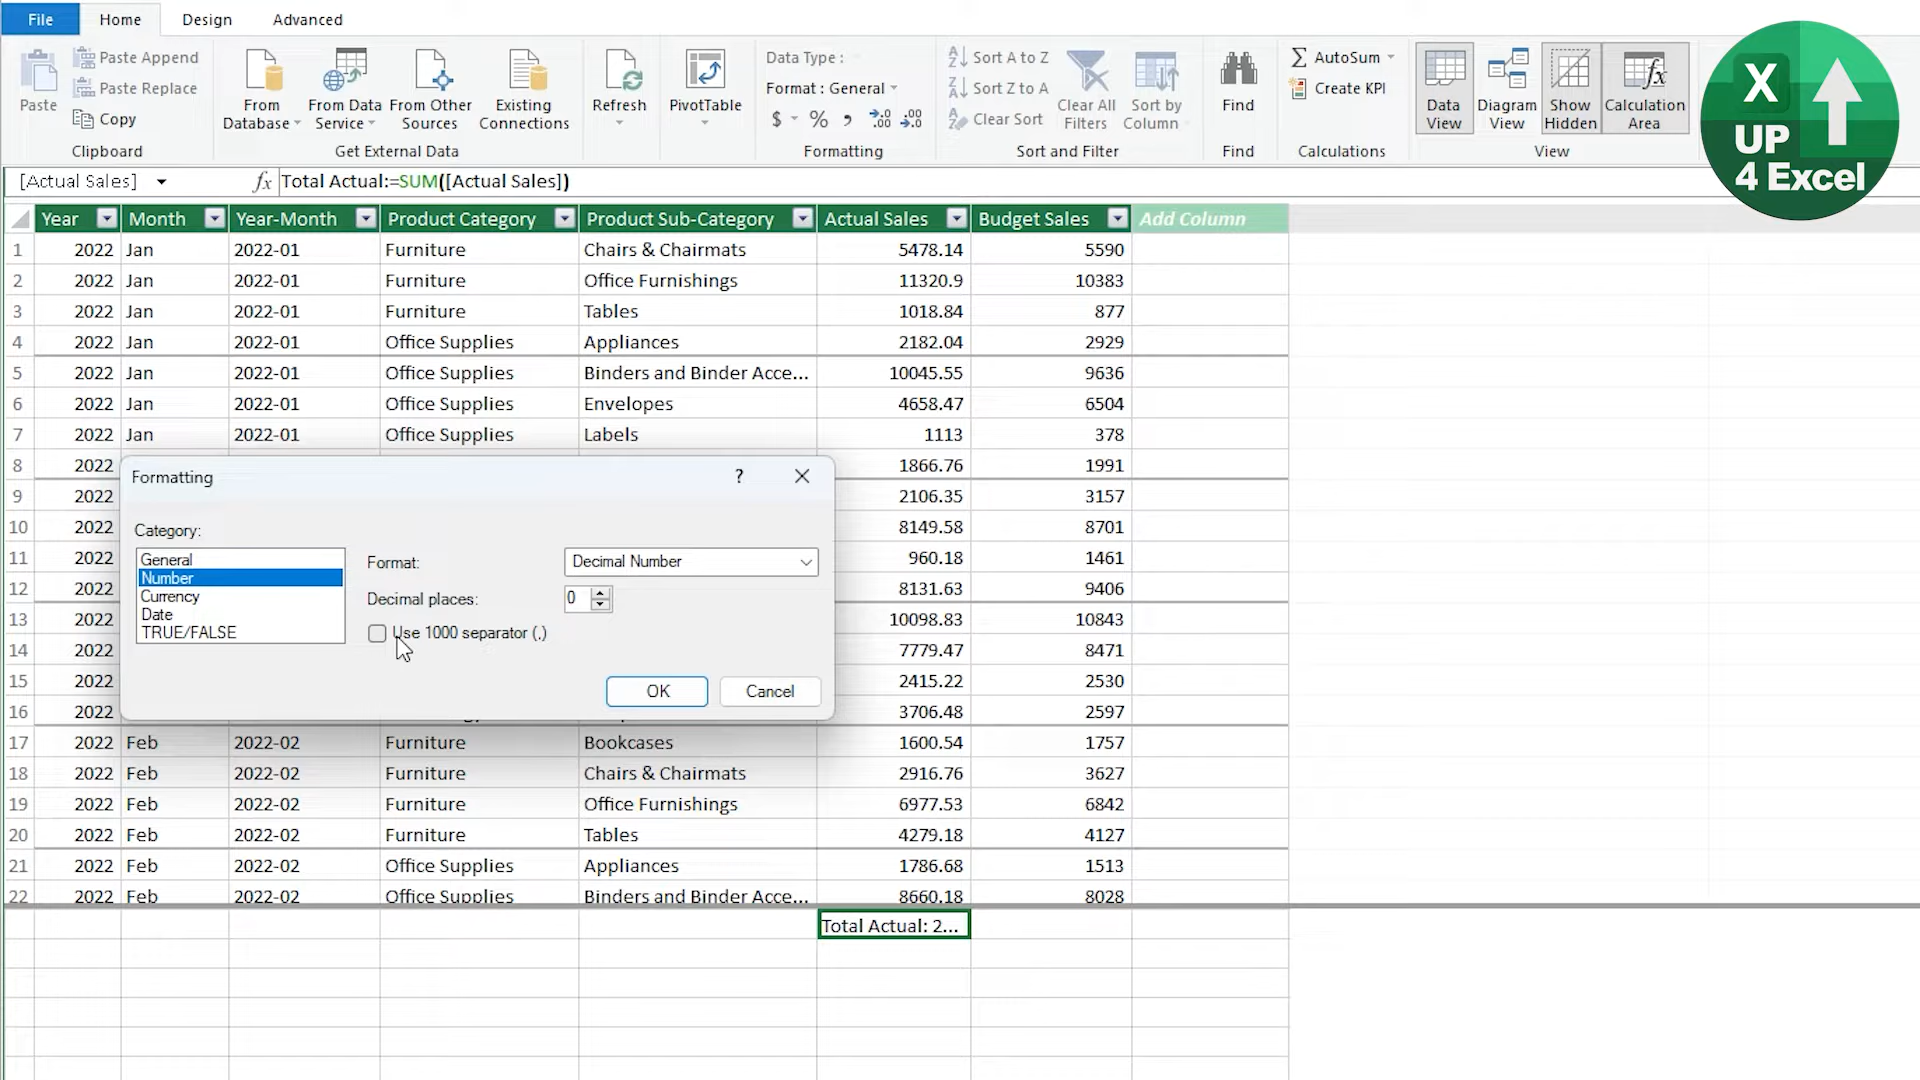 File Home Design Advanced
Paste
Paste Append
Paste Replace
Copy
Clipboard
From Database
From Data Service
From Other Sources
Existing Connections
Get External Data
Refresh
PivotTable
Data Type :
Format : General
$ % ,
Formatting
Sort A to Z
Sort Z to A
Clear Sort
Clear All Filters
Sort by Column
Sort and Filter
Find
Find
AutoSum
Create KPI
Calculations
Data View
Diagram View
Show Hidden
Calculation Area
View
X
UP
4 Excel
[Actual Sales] fx Total Actual:=SUM([Actual Sales])
Year Month Year-Month Product Category Product Sub-Category Actual Sales Budget Sales Add Column
1 2022 Jan 2022-01 Furniture Chairs & Chairmats 5478.14 5590
2 2022 Jan 2022-01 Furniture Office Furnishings 11320.9 10383
3 2022 Jan 2022-01 Furniture Tables 1018.84 877
4 2022 Jan 2022-01 Office Supplies Appliances 2182.04 2929
5 2022 Jan 2022-01 Office Supplies Binders and Binder Acce... 10045.55 9636
6 2022 Jan 2022-01 Office Supplies Envelopes 4658.47 6504
7 2022 Jan 2022-01 Office Supplies Labels 1113 378
8 2022 1866.76 1991
9 2022 2106.35 3157
10 2022 8149.58 8701
11 2022 960.18 1461
12 2022 8131.63 9406
13 2022 10098.83 10843
14 2022 7779.47 8471
15 2022 2415.22 2530
16 2022 3706.48 2597
17 2022 Feb 2022-02 Furniture Bookcases 1600.54 1757
18 2022 Feb 2022-02 Furniture Chairs & Chairmats 2916.76 3627
19 2022 Feb 2022-02 Furniture Office Furnishings 6977.53 6842
20 2022 Feb 2022-02 Furniture Tables 4279.18 4127
21 2022 Feb 2022-02 Office Supplies Appliances 1786.68 1513
22 2022 Feb 2022-02 Office Supplies Binders and Binder Acce... 8660.18 8028
Total Actual: 2...
Formatting ?
Category:
General
Number
Currency
Date
TRUE/FALSE
Format: Decimal Number
Decimal places: 0
Use 1000 separator (,)
OK Cancel